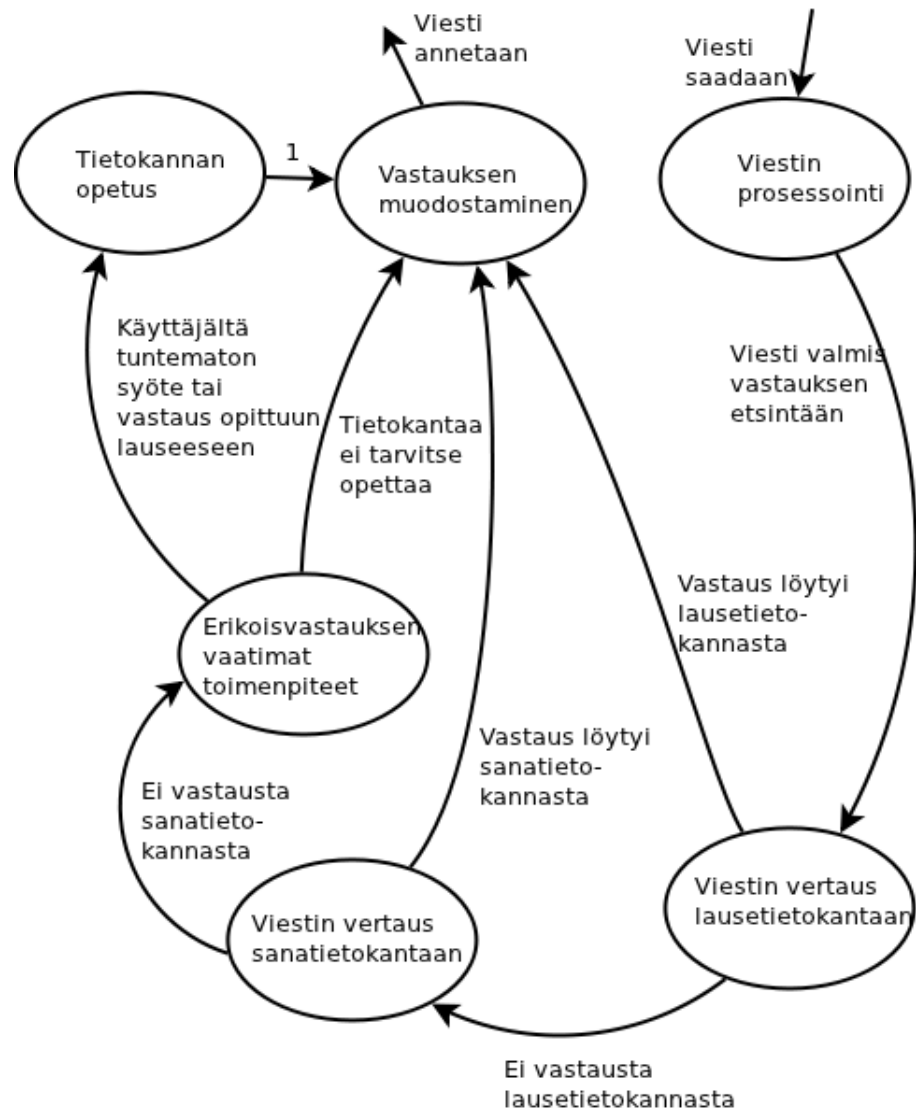 Viesti
annetaan
Viesti
saadaan
Tietokannan
opetus
1
Vastauksen
muodostaminen
Viestin
prosessointi
Käyttäjältä
tuntematon
syöte tai
vastaus opittuun
lauseeseen
Tietokantaa
ei tarvitse
opettaa
Viesti valmis
vastauksen
etsintään
Vastaus löytyi
lausetieto-
kannasta
Erikoisvastauksen
vaatimat
toimenpiteet
Vastaus löytyi
sanatieto-
kannasta
Ei vastausta
sanatieto-
kannasta
Viestin vertaus
sanatietokantaan
Viestin vertaus
lausetietokantaan
Ei vastausta
lausetietokannasta